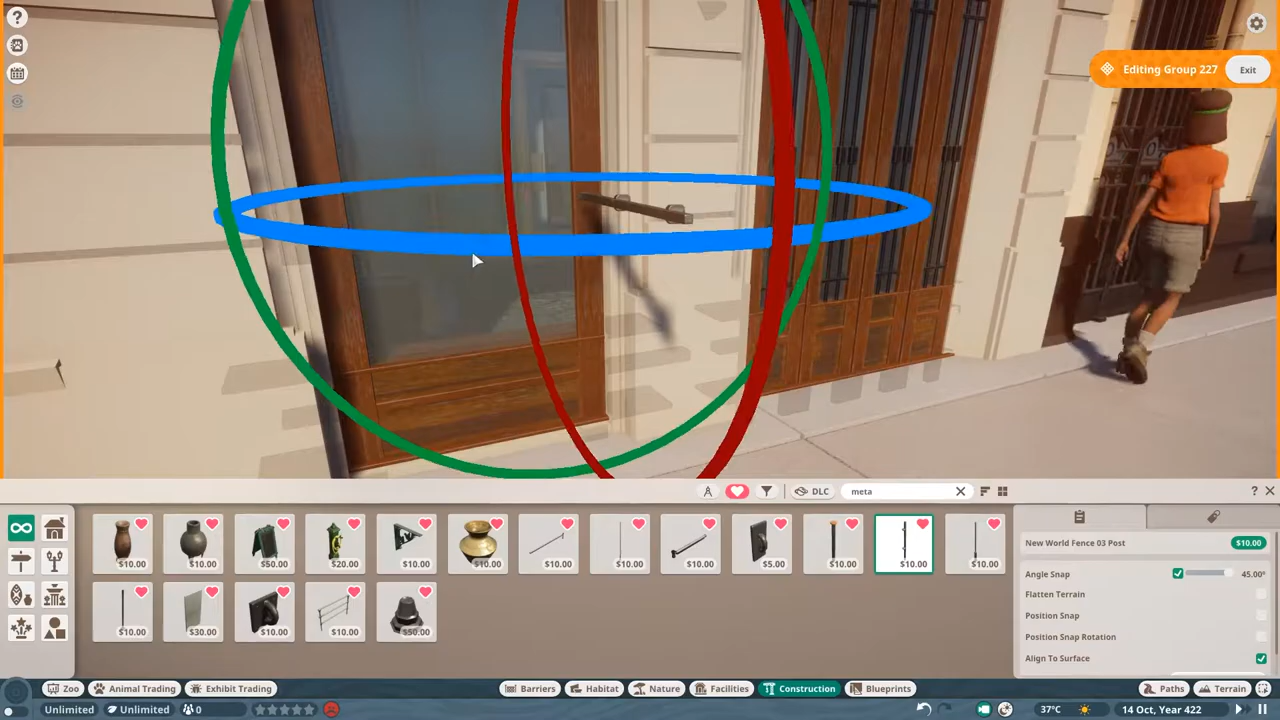 ?
Editing Group 227 Exit
DLC meta
? 
$10.00 $10.00 $50.00 $20.00 $10.00 $10.00 $10.00 $10.00 $10.00 $5.00 $10.00 $10.00 $10.00
$10.00 $30.00 $10.00 $10.00 $50.00
New World Fence 03 Post $10.00
Angle Snap 45.00°
Flatten Terrain
Position Snap
Position Snap Rotation
Align To Surface
Zoo Animal Trading Exhibit Trading Barriers Habitat Nature Facilities Construction Blueprints Paths Terrain
Unlimited Unlimited 0 37°C 14 Oct, Year 422